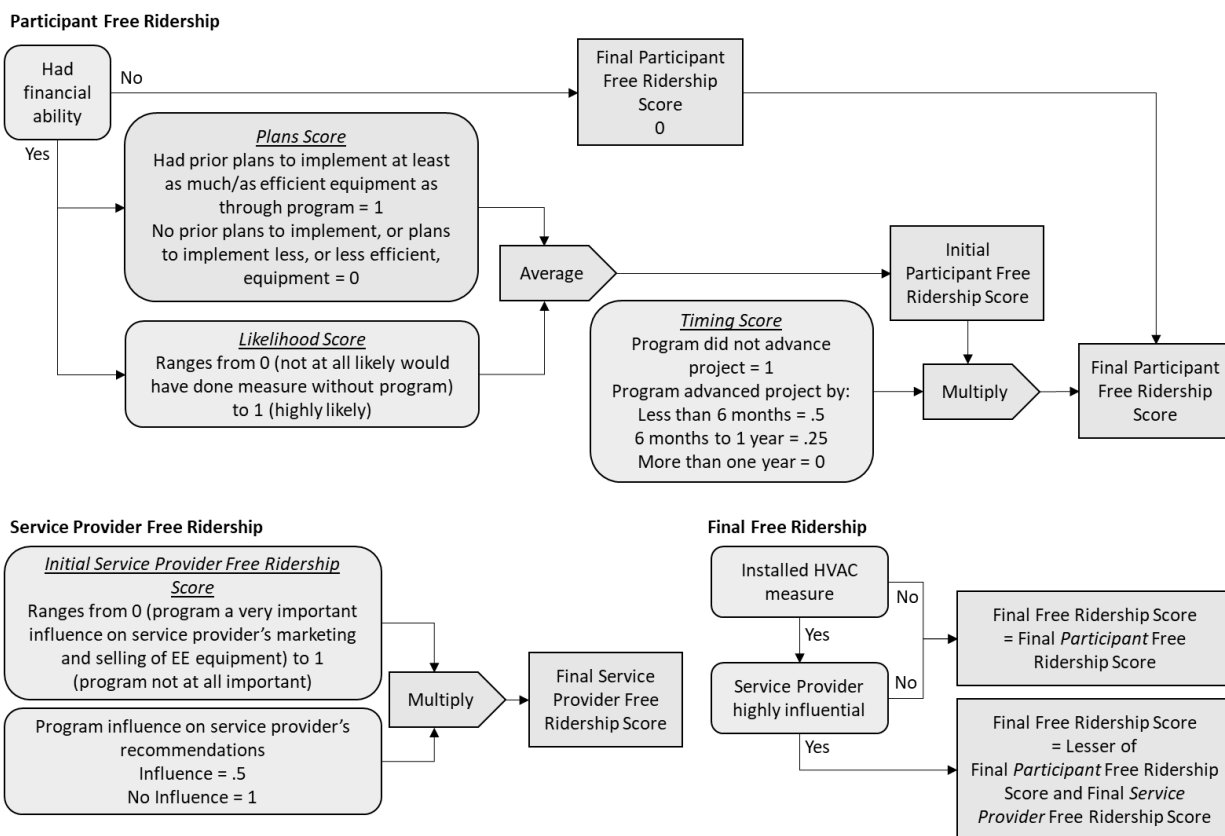 Participant Free Ridership
Had
financial
ability
No
Yes
Final Participant
Free Ridership
Score
0
Plans Score
Had prior plans to implement at least
as much/as efficient equipment as
through program = 1
No prior plans to implement, or plans
to implement less, or less efficient,
equipment = 0
Average
Initial
Participant Free
Ridership Score
Likelihood Score
Ranges from 0 (not at all likely would
have done measure without program)
to 1 (highly likely)
Timing Score
Program did not advance
project = 1
Program advanced project by:
Less than 6 months = .5
6 months to 1 year = .25
More than one year = 0
Multiply
Final Participant
Free Ridership
Score
Service Provider Free Ridership
Initial Service Provider Free Ridership
Score
Ranges from 0 (program a very important
influence on service provider’s marketing
and selling of EE equipment) to 1
(program not at all important)
Program influence on service provider’s
recommendations
Influence = .5
No Influence = 1
Multiply
Final Service
Provider Free
Ridership Score
Final Free Ridership
Installed HVAC
measure
No
Yes
Service Provider
highly influential
No
Yes
Final Free Ridership Score
= Final Participant Free
Ridership Score
Final Free Ridership Score
= Lesser of
Final Participant Free Ridership
Score and Final Service
Provider Free Ridership Score